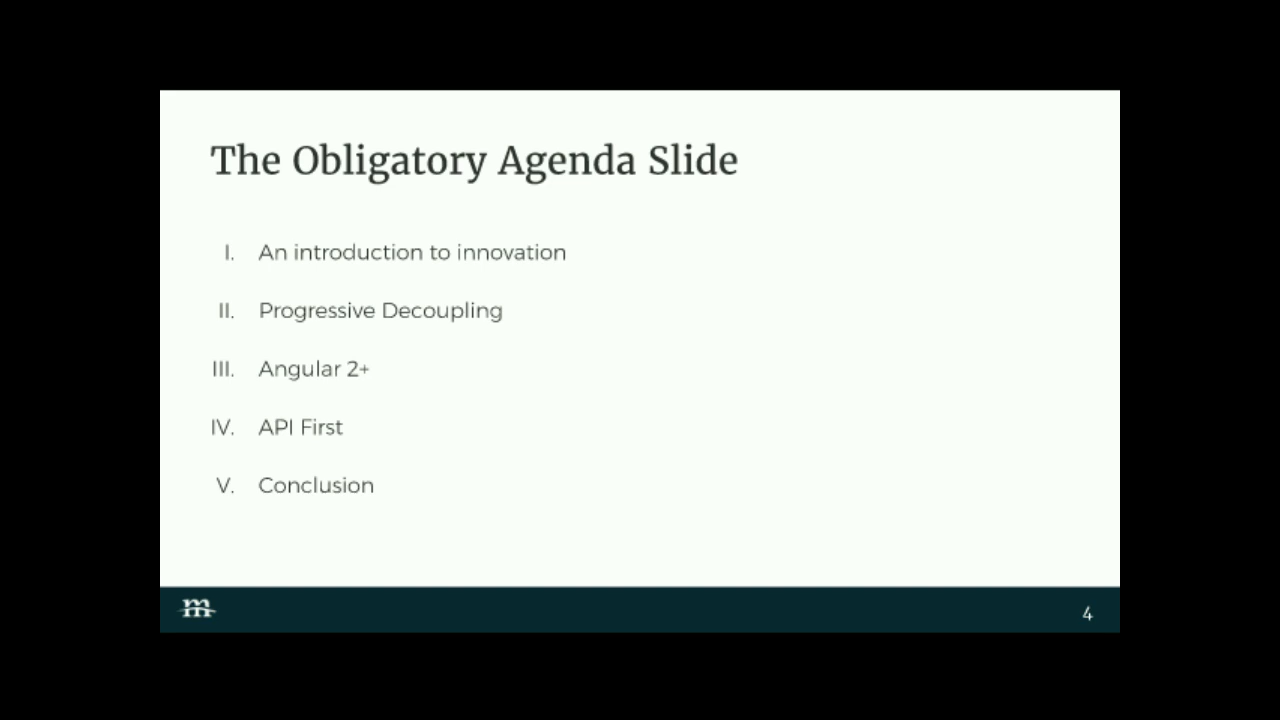 The Obligatory Agenda Slide
I. An introduction to innovation
II. Progressive Decoupling
III. Angular 2+
IV. API First
V. Conclusion
m
4